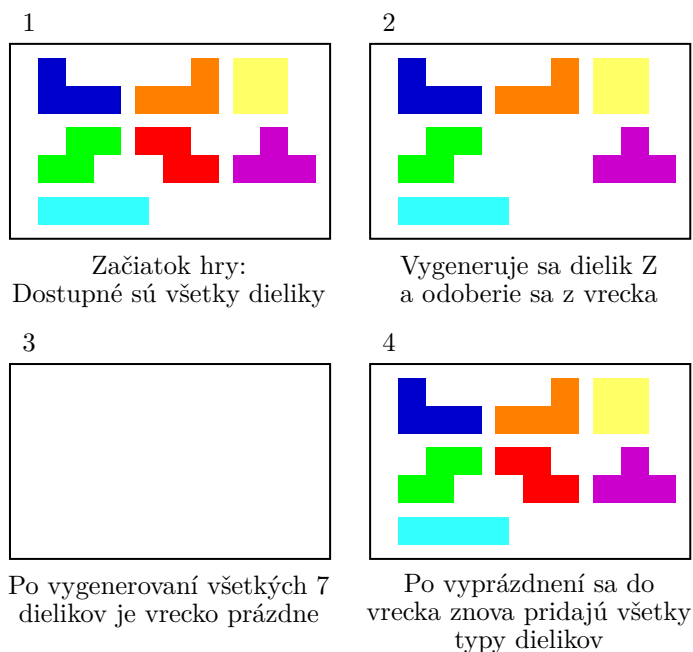 1
Začiatok hry:
Dostupné sú všetky dieliky
2
Vygeneruje sa dielik Z
a odoberie sa z vrecka
3
Po vygenerovaní všetkých 7
dielikov je vrecko prázdne
4
Po vyprázdnení sa do
vrecka znova pridajú všetky
typy dielikov